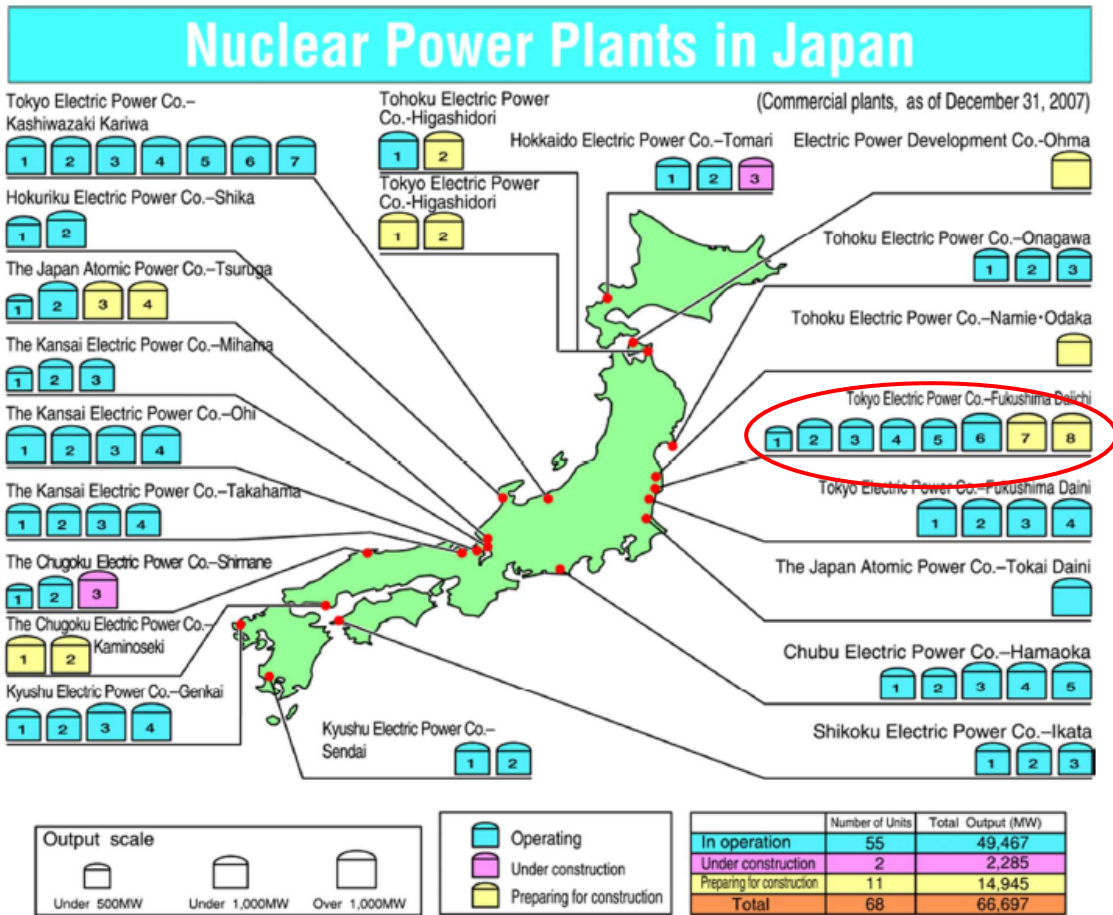 Nuclear Power Plants in Japan
(Commercial plants, as of December 31, 2007)
Tokyo Electric Power Co.–
Kashiwazaki Kariwa
1 2 3 4 5 6 7
Hokuriku Electric Power Co.–Shika
1 2
The Japan Atomic Power Co.–Tsuruga
1 2 3 4
The Kansai Electric Power Co.–Mihama
1 2 3
The Kansai Electric Power Co.–Ohi
1 2 3 4
The Kansai Electric Power Co.–Takahama
1 2 3 4
The Chugoku Electric Power Co.–Shimane
1 2 3
The Chugoku Electric Power Co.–
Kaminoseki
1 2
Kyushu Electric Power Co.–Genkai
1 2 3 4
Tohoku Electric Power
Co.-Higashidori
1 2
Tokyo Electric Power
Co.-Higashidori
1 2
Hokkaido Electric Power Co.–Tomari
1 2 3
Electric Power Development Co.-Ohma
Tohoku Electric Power Co.–Onagawa
1 2 3
Tohoku Electric Power Co.–Namie・Odaka
Tokyo Electric Power Co.–Fukushima Daiichi
1 2 3 4 5 6 7 8
Tokyo Electric Power Co.–Fukushima Daini
1 2 3 4
The Japan Atomic Power Co.–Tokai Daini
Chubu Electric Power Co.–Hamaoka
1 2 3 4 5
Shikoku Electric Power Co.–Ikata
1 2 3
Kyushu Electric Power Co.–
Sendai
1 2
Output scale
Under 500MW Under 1,000MW Over 1,000MW
Operating
Under construction
Preparing for construction
Number of Units Total Output (MW)
In operation 55 49,467
Under construction 2 2,285
Preparing for construction 11 14,945
Total 68 66,697